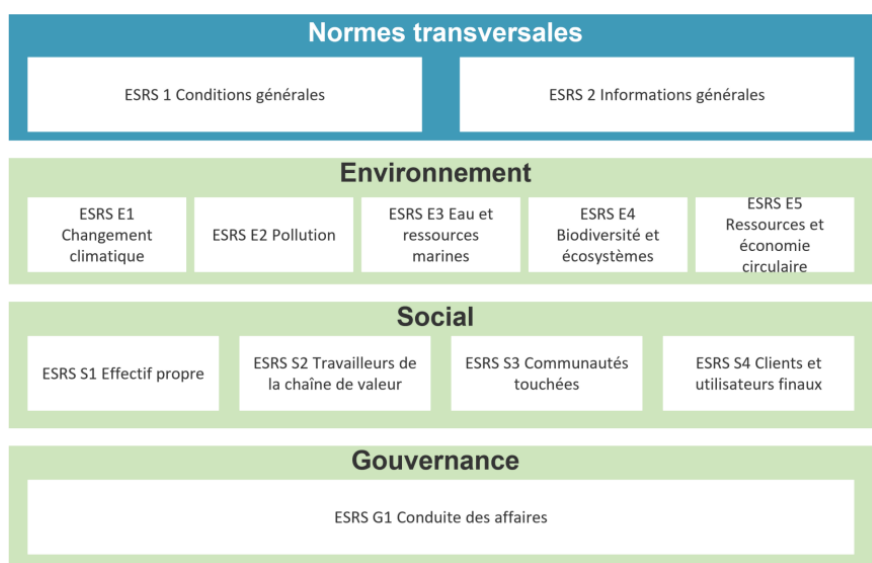 Normes transversales
ESRS 1 Conditions générales
ESRS 2 Informations générales
Environnement
ESRS E1
Changement
climatique
ESRS E2 Pollution
ESRS E3 Eau et
ressources
marines
ESRS E4
Biodiversité et
écosystèmes
ESRS E5
Ressources et
économie
circulaire
Social
ESRS S1 Effectif propre
ESRS S2 Travailleurs de
la chaîne de valeur
ESRS S3 Communautés
touchées
ESRS S4 Clients et
utilisateurs finaux
Gouvernance
ESRS G1 Conduite des affaires